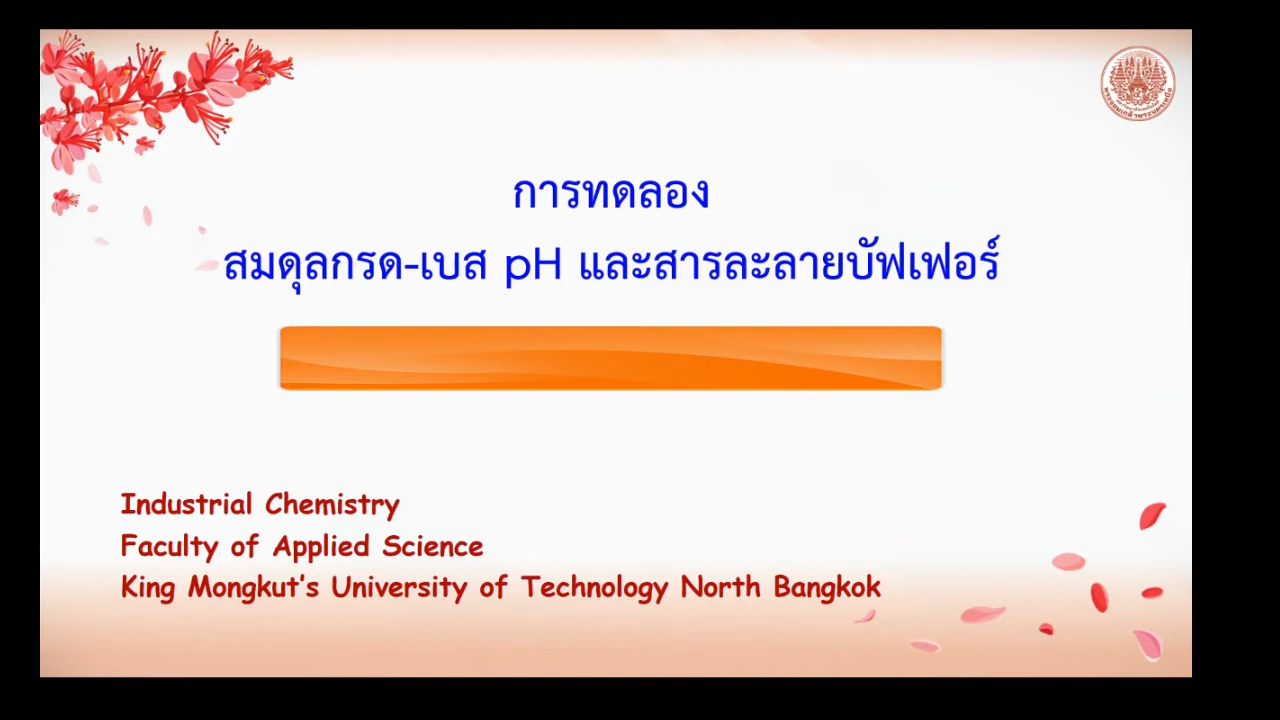 การทดลอง
สมดุลกรด-เบส pH และสารละลายบัฟเฟอร์
Industrial Chemistry
Faculty of Applied Science
King Mongkut's University of Technology North Bangkok